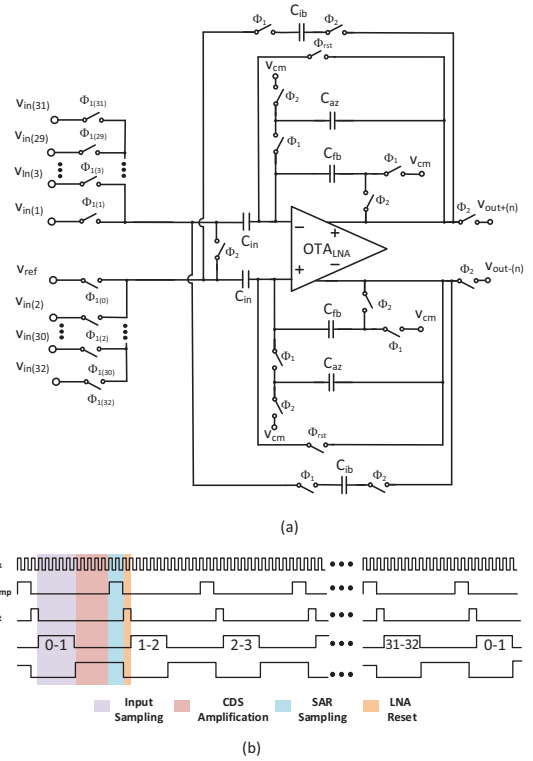 Φ1 Cib Φ2
Φrst
vcm
Φ2 Caz
vin(31) Φ1(31)
vin(29) Φ1(29)
Φ1
Cfb Φ1 vcm
vin(3) Φ1(3)
Φ2
vin(1) Φ1(1)
Φ2 vout+(n)
Cin
− +
OTALNA
Φ2
+ −
vref Φ1(0)
Cin
Φ2 vout-(n)
vin(2) Φ1(2)
Φ2
Cfb vcm
Φ1
vin(30) Φ1(30)
Φ1
Caz
vin(32) Φ1(32)
Φ2
vcm
Φrst
Φ1 Cib Φ2
(a)
0-1 1-2 2-3 31-32 0-1
Input Sampling
CDS Amplification
SAR Sampling
LNA Reset
(b)